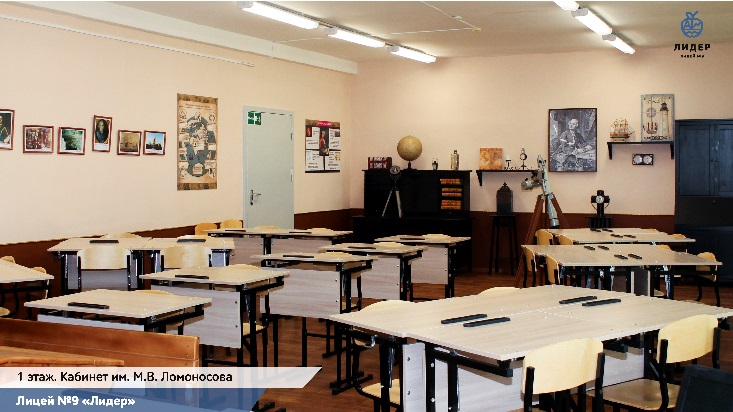 ЛИДЕР
1 этаж. Кабинет им. М.В. Ломоносова
Лицей №9 «Лидер»